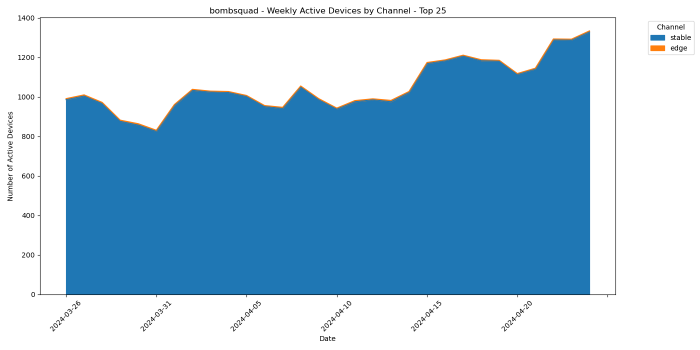 bombsquad - Weekly Active Devices by Channel - Top 25
Channel
stable
edge
Number of Active Devices
1400
1200
1000
800
600
400
200
0
2024-03-26
2024-03-31
2024-04-05
2024-04-10
2024-04-15
2024-04-20
Date